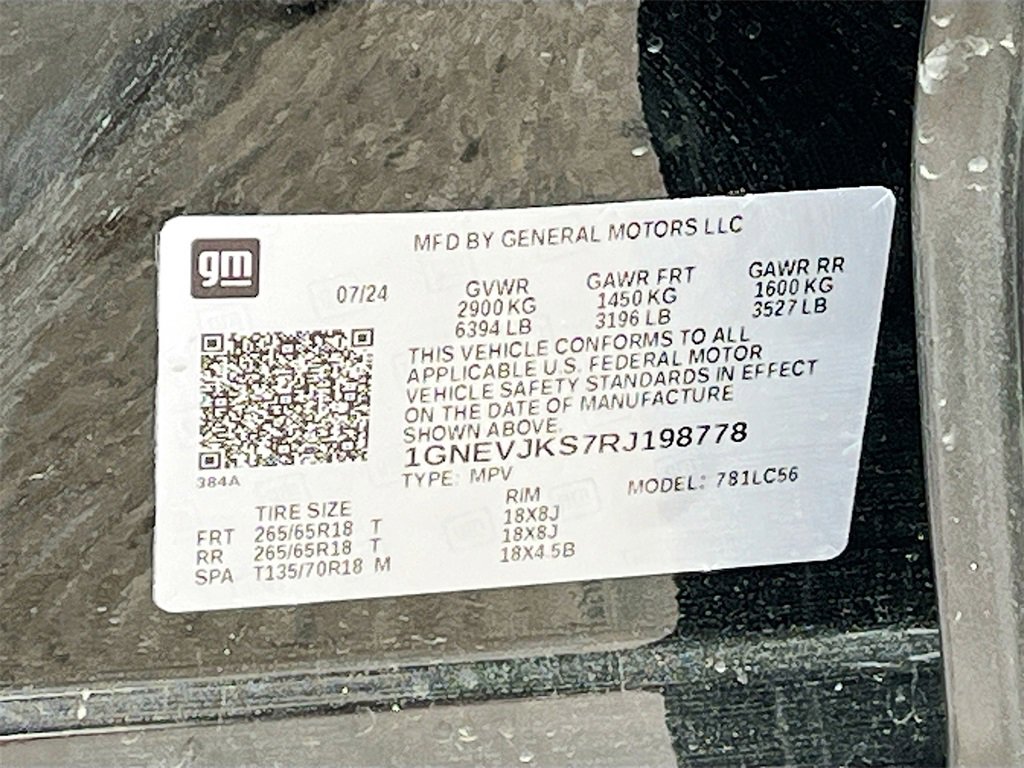 gm
MFD BY GENERAL MOTORS LLC
07/24
GVWR GAWR FRT GAWR RR
2900 KG 1450 KG 1600 KG
6394 LB 3196 LB 3527 LB
THIS VEHICLE CONFORMS TO ALL
APPLICABLE U.S. FEDERAL MOTOR
VEHICLE SAFETY STANDARDS IN EFFECT
ON THE DATE OF MANUFACTURE
SHOWN ABOVE.
1GNEVJKS7RJ198778
384A
TYPE: MPV MODEL: 781LC56
TIRE SIZE RIM
FRT 265/65R18 T 18X8J
RR 265/65R18 T 18X8J
SPA T135/70R18 M 18X4.5B